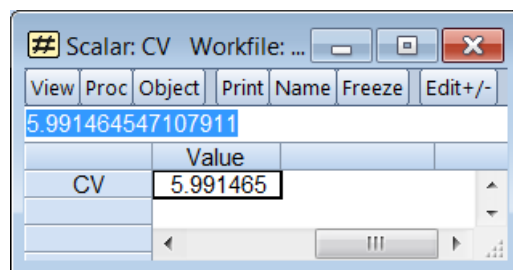 Scalar: CV Workfile: ...
View Proc Object Print Name Freeze Edit+/-
5.991464547107911
Value
CV 5.991465